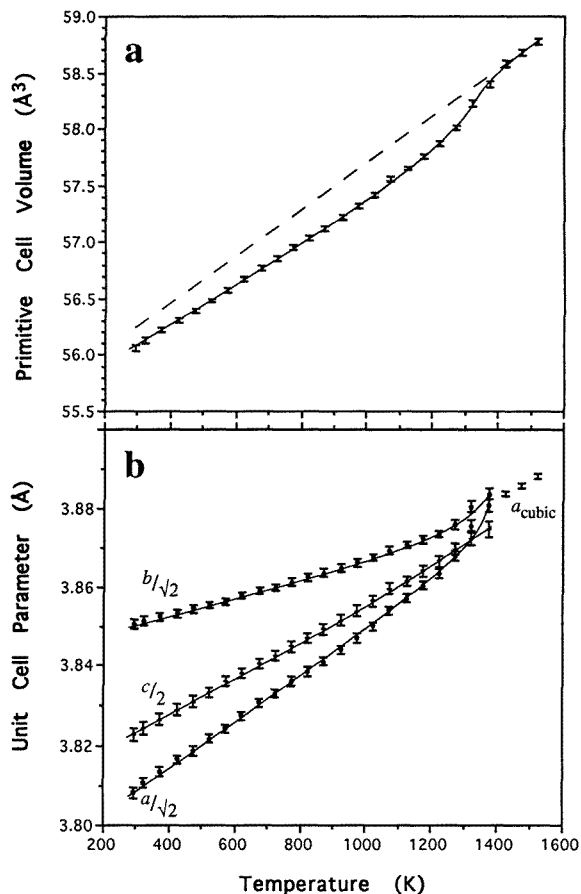 59.0
a
58.5
58.0
57.5
57.0
56.5
56.0
55.5
Primitive Cell Volume (Å³)
b
3.88
3.86
3.84
3.82
3.80
Unit Cell Parameter (Å)
a cubic
b/√2
c/2
a/√2
200 400 600 800 1000 1200 1400 1600
Temperature (K)